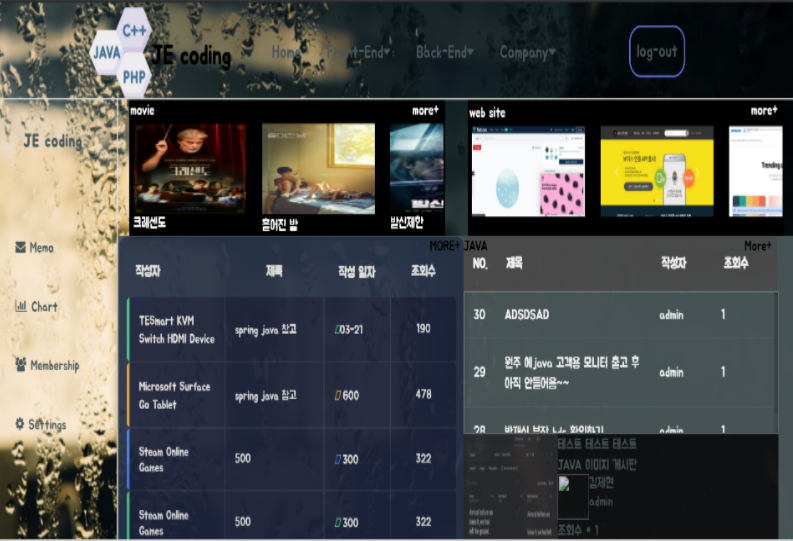 C++
JAVA
PHP
JE coding
Home
Front-End▾
Back-End▾
Company▾
log-out
JE coding
Memo
Chart
Membership
Settings
movie
more+
크레센도
흩어진 밤
발신제한
web site
more+
MORE+
작성자 제목 작성 일자 조회수
TESmart KVM
Switch HDMI Device
spring java 참고
03-21
190
Microsoft Surface
Go Tablet
spring java 참고
600
478
Steam Online
Games
500
300
322
Steam Online
Games
500
300
322
JAVA
More+
NO. 제목 작성자 조회수
30 ADSDSAD admin 1
29
원주 에java 고객용 모니터 출고 후
아직 안들어옴~~
admin 1
28
admin 1
테스트 테스트 테스트
JAVA 이미지 게시판
김제현
admin
조회수 * 1